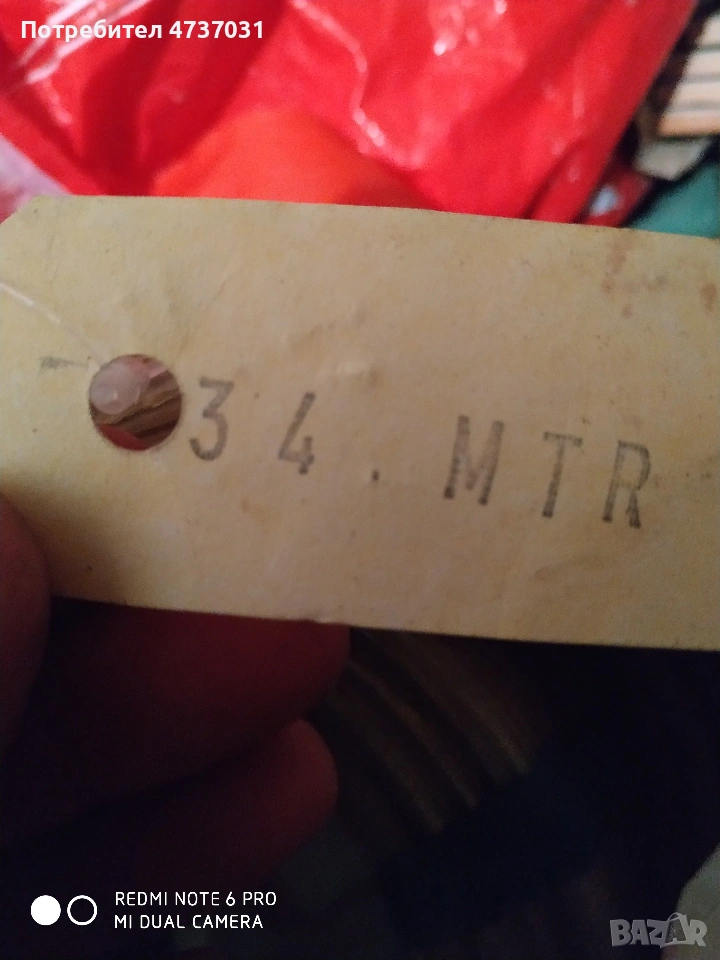 Потребител 4737031
34.MTR
REDMI NOTE 6 PRO
MI DUAL CAMERA
BAZAR